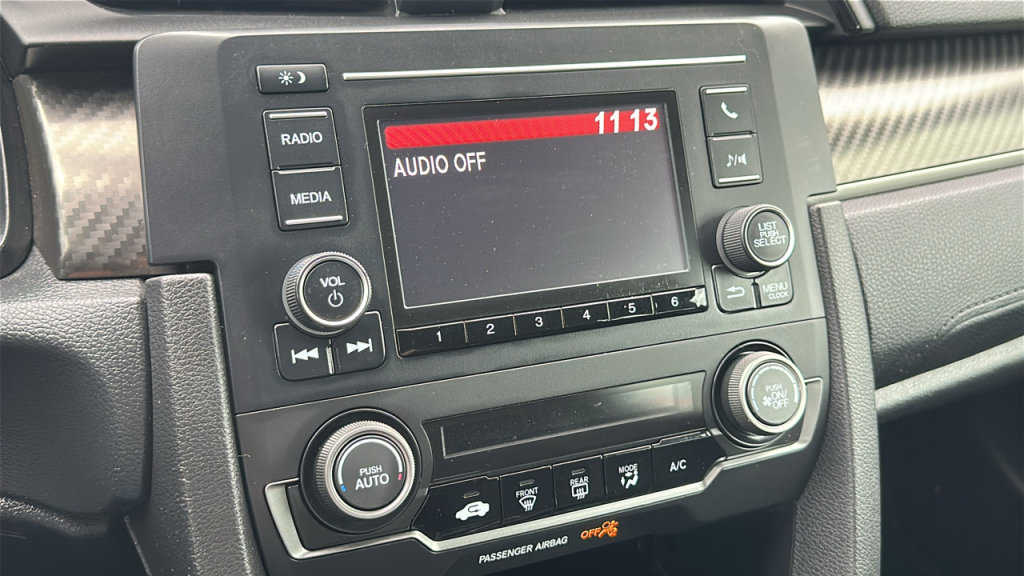 11 13
AUDIO OFF
RADIO
MEDIA
VOL
LIST
PUSH
SELECT
MENU
CLOCK
1 2 3 4 •5 6
PUSH
AUTO
PUSH
ON/
OFF
FRONT
REAR
MODE
A/C
PASSENGER AIRBAG OFF